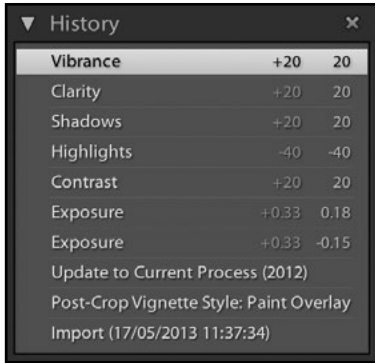 History
Vibrance +20 20
Clarity +20 20
Shadows +20 20
Highlights -40 -40
Contrast +20 20
Exposure +0.33 0.18
Exposure +0.33 -0.15
Update to Current Process (2012)
Post-Crop Vignette Style: Paint Overlay
Import (17/05/2013 11:37:34)